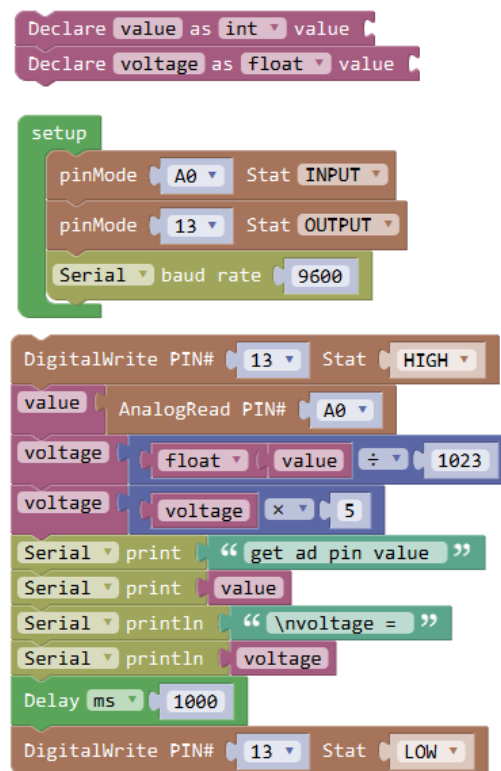 Declare value as int value
Declare voltage as float value
setup
pinMode A0 Stat INPUT
pinMode 13 Stat OUTPUT
Serial baud rate 9600
DigitalWrite PIN# 13 Stat HIGH
value AnalogRead PIN# A0
voltage float value ÷ 1023
voltage voltage × 5
Serial print “ get ad pin value ”
Serial print value
Serial println “ \nvoltage = ”
Serial println voltage
Delay ms 1000
DigitalWrite PIN# 13 Stat LOW